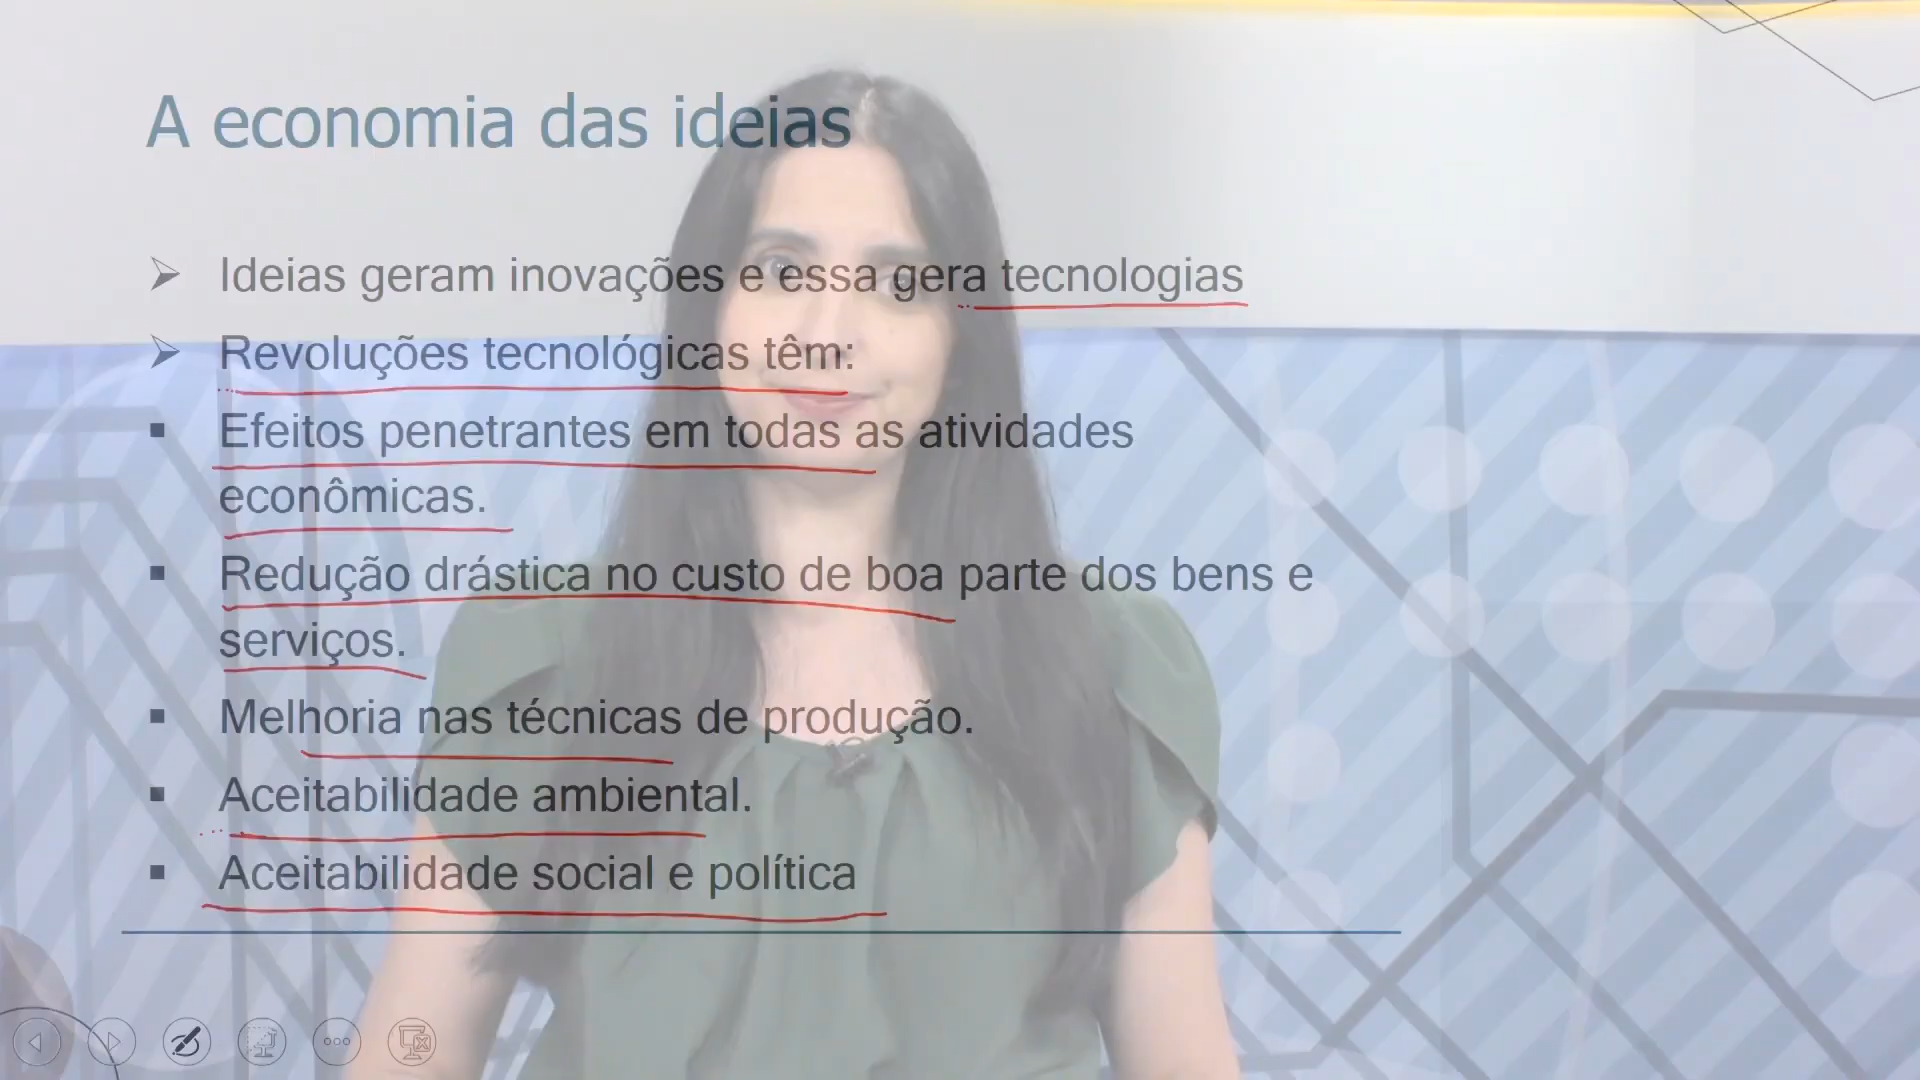 A economia das ideias
Ideias geram inovações e essa gera tecnologias
Revoluções tecnológicas têm:
Efeitos penetrantes em todas as atividades
econômicas.
Redução drástica no custo de boa parte dos bens e
serviços.
Melhoria nas técnicas de produção.
Aceitabilidade ambiental.
Aceitabilidade social e política